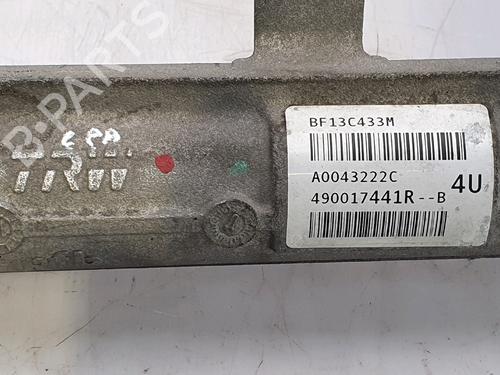 B-PARTS
TRW
BF13C433M
A0043222C
4U
490017441R--B